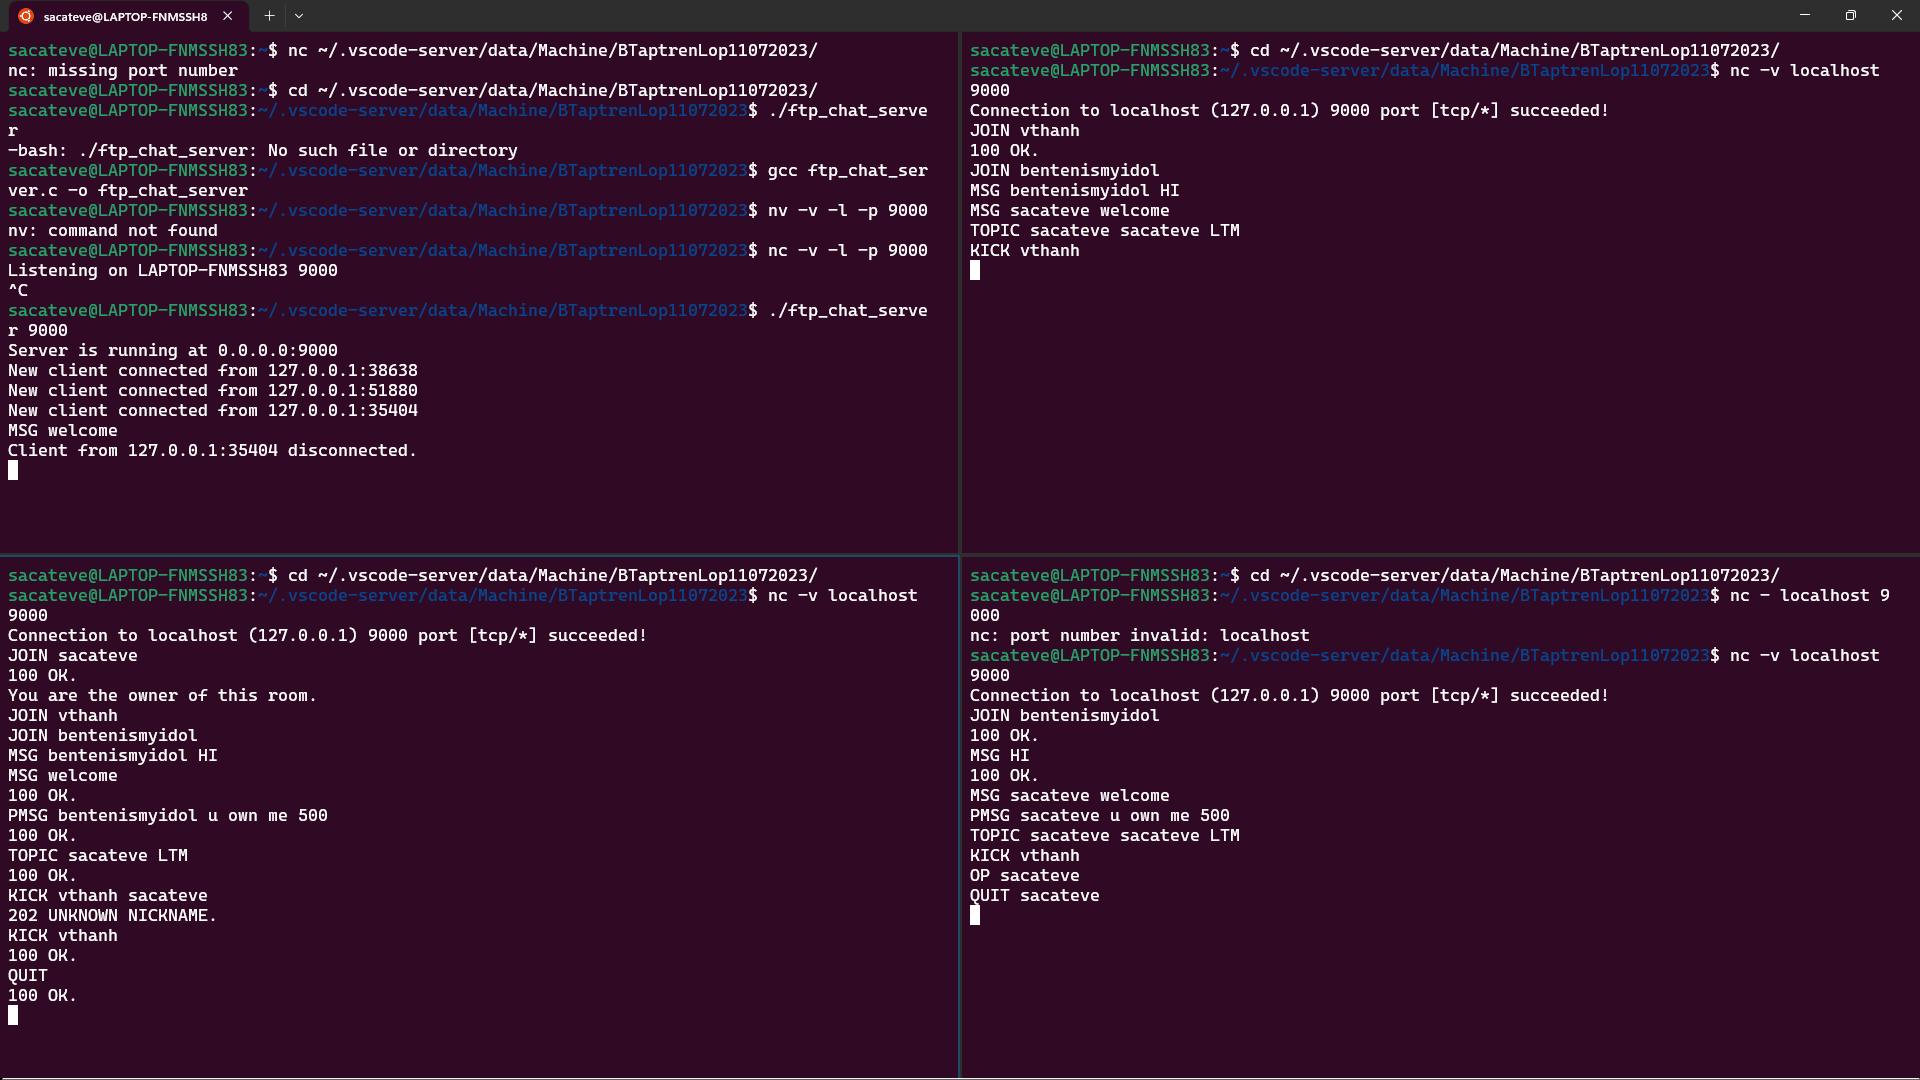 sacateve@LAPTOP-FNMSSH8
sacateve@LAPTOP-FNMSSH83:~$ nc ~/.vscode-server/data/Machine/BTaptrenLop11072023/
nc: missing port number
sacateve@LAPTOP-FNMSSH83:~$ cd ~/.vscode-server/data/Machine/BTaptrenLop11072023/
sacateve@LAPTOP-FNMSSH83:~/.vscode-server/data/Machine/BTaptrenLop11072023$ ./ftp_chat_serve
r
-bash: ./ftp_chat_server: No such file or directory
sacateve@LAPTOP-FNMSSH83:~/.vscode-server/data/Machine/BTaptrenLop11072023$ gcc ftp_chat_ser
ver.c -o ftp_chat_server
sacateve@LAPTOP-FNMSSH83:~/.vscode-server/data/Machine/BTaptrenLop11072023$ nv -v -l -p 9000
nv: command not found
sacateve@LAPTOP-FNMSSH83:~/.vscode-server/data/Machine/BTaptrenLop11072023$ nc -v -l -p 9000
Listening on LAPTOP-FNMSSH83 9000
^C
sacateve@LAPTOP-FNMSSH83:~/.vscode-server/data/Machine/BTaptrenLop11072023$ ./ftp_chat_serve
r 9000
Server is running at 0.0.0.0:9000
New client connected from 127.0.0.1:38638
New client connected from 127.0.0.1:51880
New client connected from 127.0.0.1:35404
MSG welcome
Client from 127.0.0.1:35404 disconnected.
sacateve@LAPTOP-FNMSSH83:~$ cd ~/.vscode-server/data/Machine/BTaptrenLop11072023/
sacateve@LAPTOP-FNMSSH83:~/.vscode-server/data/Machine/BTaptrenLop11072023$ nc -v localhost
9000
Connection to localhost (127.0.0.1) 9000 port [tcp/*] succeeded!
JOIN vthanh
100 OK.
JOIN bentenismyidol
MSG bentenismyidol HI
MSG sacateve welcome
TOPIC sacateve sacateve LTM
KICK vthanh
sacateve@LAPTOP-FNMSSH83:~$ cd ~/.vscode-server/data/Machine/BTaptrenLop11072023/
sacateve@LAPTOP-FNMSSH83:~/.vscode-server/data/Machine/BTaptrenLop11072023$ nc -v localhost
9000
Connection to localhost (127.0.0.1) 9000 port [tcp/*] succeeded!
JOIN sacateve
100 OK.
You are the owner of this room.
JOIN vthanh
JOIN bentenismyidol
MSG bentenismyidol HI
MSG welcome
100 OK.
PMSG bentenismyidol u own me 500
100 OK.
TOPIC sacateve LTM
100 OK.
KICK vthanh sacateve
202 UNKNOWN NICKNAME.
KICK vthanh
100 OK.
QUIT
100 OK.
sacateve@LAPTOP-FNMSSH83:~$ cd ~/.vscode-server/data/Machine/BTaptrenLop11072023/
sacateve@LAPTOP-FNMSSH83:~/.vscode-server/data/Machine/BTaptrenLop11072023$ nc - localhost 9
000
nc: port number invalid: localhost
sacateve@LAPTOP-FNMSSH83:~/.vscode-server/data/Machine/BTaptrenLop11072023$ nc -v localhost
9000
Connection to localhost (127.0.0.1) 9000 port [tcp/*] succeeded!
JOIN bentenismyidol
100 OK.
MSG HI
100 OK.
MSG sacateve welcome
PMSG sacateve u own me 500
TOPIC sacateve sacateve LTM
KICK vthanh
OP sacateve
QUIT sacateve